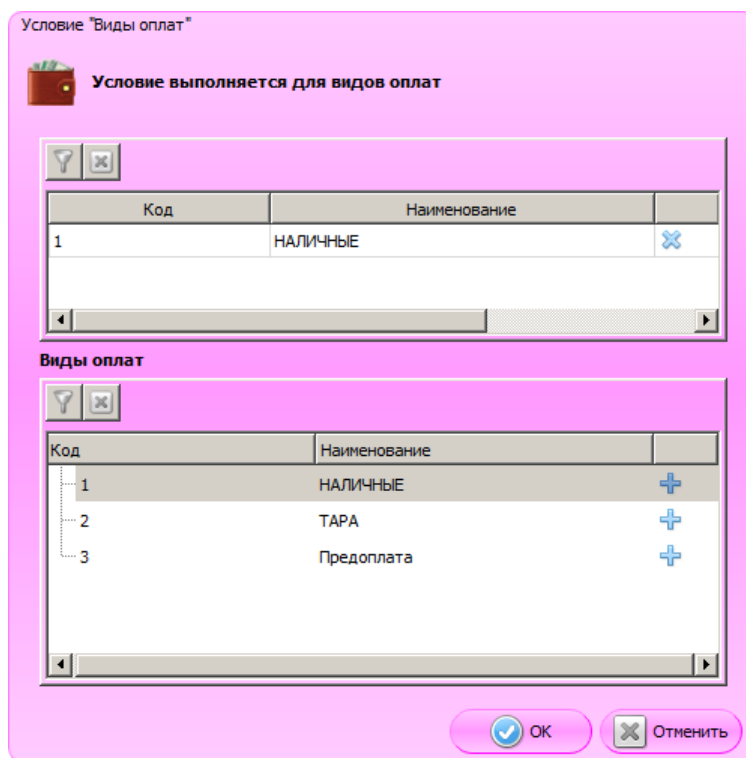 Условие "Виды оплат"
Условие выполняется для видов оплат
Код Наименование
1 НАЛИЧНЫЕ
Виды оплат
Код Наименование
1 НАЛИЧНЫЕ
2 ТАРА
3 Предоплата
ОК Отменить